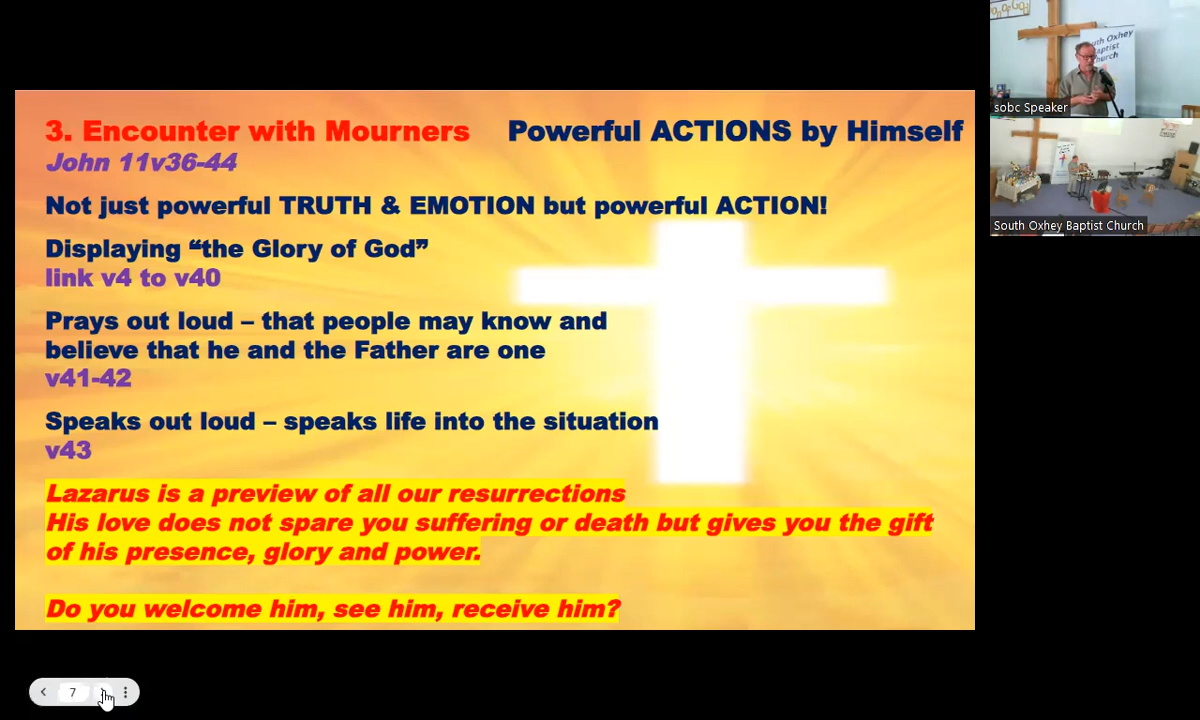 3. Encounter with Mourners Powerful ACTIONS by Himself
John 11v36-44
Not just powerful TRUTH & EMOTION but powerful ACTION!
Displaying “the Glory of God”
link v4 to v40
Prays out loud – that people may know and
believe that he and the Father are one
v41-42
Speaks out loud – speaks life into the situation
v43
Lazarus is a preview of all our resurrections
His love does not spare you suffering or death but gives you the gift
of his presence, glory and power.
Do you welcome him, see him, receive him?
7
sobc Speaker
South Oxhey Baptist Church